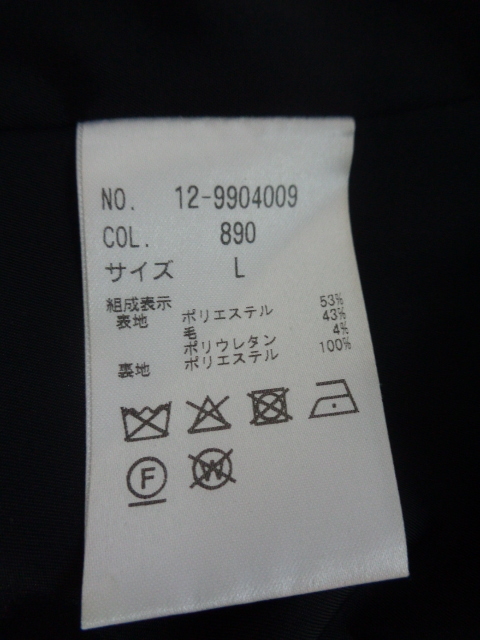 NO. 12-9904009
COL. 890
サイズ L
組成表示
表地 ポリエステル 53%
毛 43%
ポリウレタン 4%
裏地 ポリエステル 100%
F
W